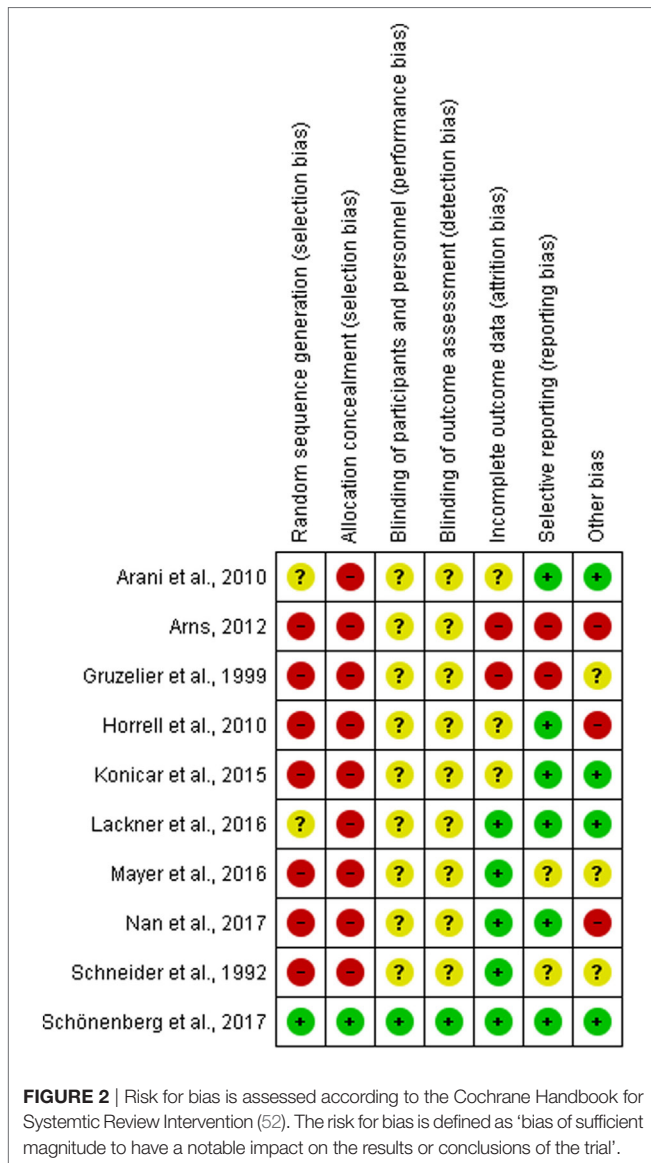 Random sequence generation (selection bias)
Allocation concealment (selection bias)
Blinding of participants and personnel (performance bias)
Blinding of outcome assessment (detection bias)
Incomplete outcome data (attrition bias)
Selective reporting (reporting bias)
Other bias
Arani et al., 2010 ? - ? ? ? + +
Arns, 2012 - - ? ? - - -
Gruzelier et al., 1999 - - ? ? - - ?
Horrell et al., 2010 - - ? ? ? + -
Konicar et al., 2015 - - ? ? ? + +
Lackner et al., 2016 ? - ? ? + + +
Mayer et al., 2016 - - ? ? + ? ?
Nan et al., 2017 - - ? ? + + -
Schneider et al., 1992 - - ? ? + ? ?
Schönenberg et al., 2017 + + + + + + +
FIGURE 2 | Risk for bias is assessed according to the Cochrane Handbook for
Systemtic Review Intervention (52). The risk for bias is defined as ‘bias of sufficient
magnitude to have a notable impact on the results or conclusions of the trial’.